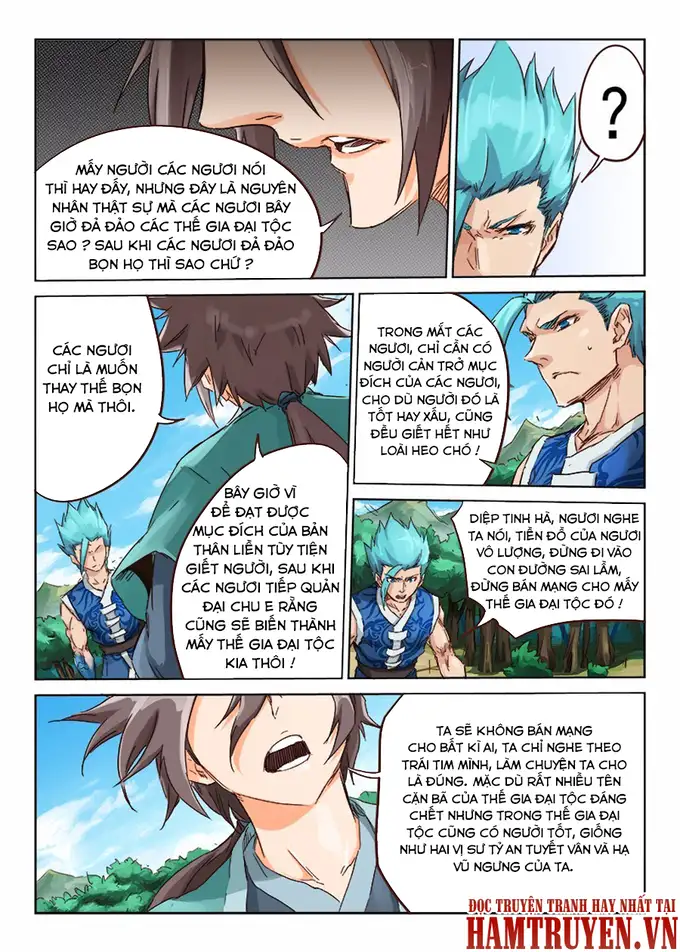 MẤY NGƯỜI CÁC NGƯƠI NÓI
THÌ HAY ĐẤY, NHƯNG ĐÂY LÀ NGUYÊN
NHÂN THẬT SỰ MÀ CÁC NGƯƠI BÂY
GIỜ ĐẢ ĐẢO CÁC THẾ GIA ĐẠI TỘC
SAO ? SAU KHI CÁC NGƯƠI ĐẢ ĐẢO
BỌN HỌ THÌ SAO CHỨ ?
?
CÁC NGƯƠI
CHỈ LÀ MUỐN
THAY THẾ BỌN
HỌ MÀ THÔI.
TRONG MẮT CÁC
NGƯƠI, CHỈ CẦN CÓ
NGƯỜI CẢN TRỞ MỤC
ĐÍCH CỦA CÁC NGƯƠI,
CHO DÙ NGƯỜI ĐÓ LÀ
TỐT HAY XẤU, CŨNG
ĐỀU GIẾT HẾT NHƯ
LOÀI HEO CHÓ !
BÂY GIỜ VÌ
ĐỂ ĐẠT ĐƯỢC
MỤC ĐÍCH CỦA BẢN
THÂN LIỀN TÙY TIỆN
GIẾT NGƯỜI, SAU KHI
CÁC NGƯƠI TIẾP QUẢN
ĐẠI CHU E RẰNG
CŨNG SẼ BIẾN THÀNH
MẤY THẾ GIA ĐẠI TỘC
KIA THÔI !
DIỆP TINH HÀ, NGƯƠI NGHE
TA NÓI, TIỀN ĐỒ CỦA NGƯƠI
VÔ LƯỢNG, ĐỪNG ĐI VÀO
CON ĐƯỜNG SAI LẦM,
ĐỪNG BÁN MẠNG CHO MẤY
THẾ GIA ĐẠI TỘC ĐÓ !
TA SẼ KHÔNG BÁN MẠNG
CHO BẤT KÌ AI, TA CHỈ NGHE THEO
TRÁI TIM MÌNH, LÀM CHUYỆN TA CHO
LÀ ĐÚNG. MẶC DÙ RẤT NHIỀU TÊN
CẶN BÃ CỦA THẾ GIA ĐẠI TỘC ĐÁNG
CHẾT NHƯNG TRONG THẾ GIA ĐẠI
TỘC CŨNG CÓ NGƯỜI TỐT, GIỐNG
NHƯ HAI VỊ SƯ TỶ AN TUYẾT VÂN VÀ HẠ
VŨ NGƯNG CỦA TA.
ĐỌC TRUYỆN TRANH HAY NHẤT TẠI
HAMTRUYEN.VN